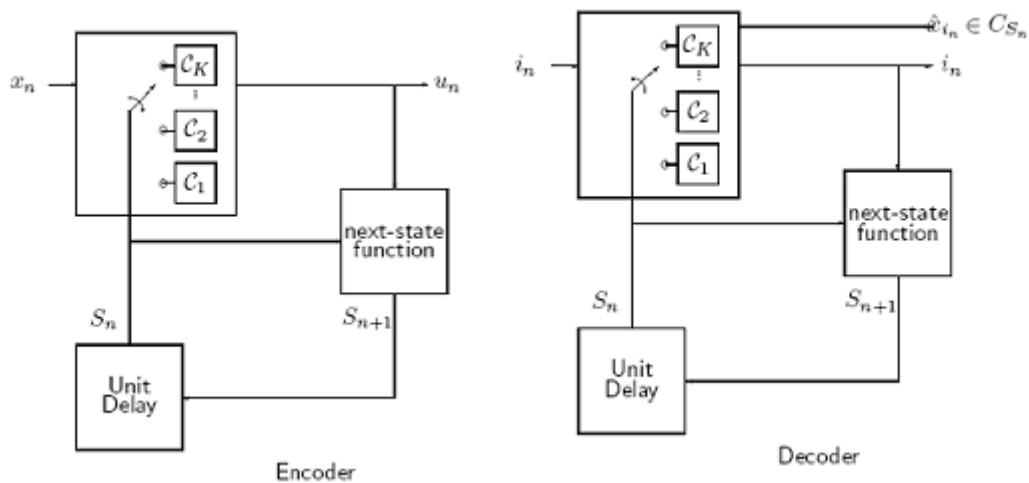 x_n
C_K
⋮
C_2
C_1
u_n
next-state
function
S_n
S_{n+1}
Unit
Delay
Encoder
i_n
C_K
⋮
C_2
C_1
x̂_{i_n} ∈ C_{S_n}
i_n
next-state
function
S_n
S_{n+1}
Unit
Delay
Decoder